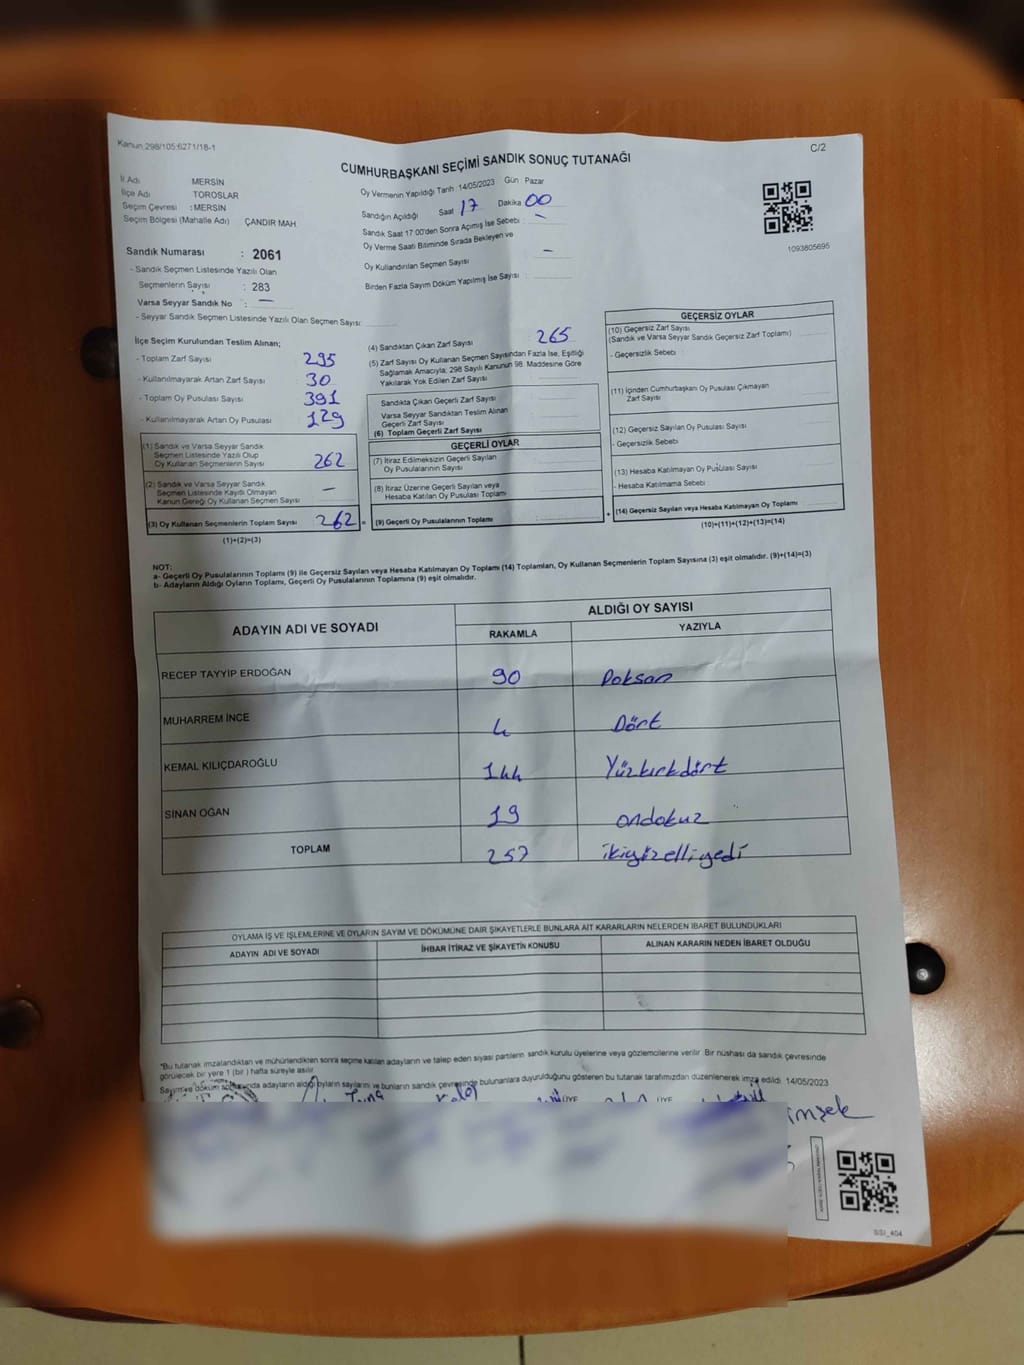 Kanun.298/105;6271/18-1
C/2
CUMHURBAŞKANI SEÇİMİ SANDIK SONUÇ TUTANAĞI
İl Adı MERSİN
İlçe Adı TOROSLAR
Seçim Çevresi : MERSİN
Seçim Bölgesi (Mahalle Adı) ÇANDIR MAH
Oy Vermenin Yapıldığı Tarih : 14/05/2023 Gün : Pazar
Sandığın Açıldığı Saat 17 Dakika 00
Sandık Saat 17:00'den Sonra Açımış İse Sebebi : -
Oy Verme Saati Bitiminde Sırada Bekleyen ve
Oy Kullandırılan Seçmen Sayısı -
Birden Fazla Sayım Döküm Yapılmış İse Sayısı :
1093805695
Sandık Numarası : 2061
- Sandık Seçmen Listesinde Yazılı Olan
Seçmenlerin Sayısı : 283
Varsa Seyyar Sandık No : -
- Seyyar Sandık Seçmen Listesinde Yazılı Olan Seçmen Sayısı:
İlçe Seçim Kurulundan Teslim Alınan;
- Toplam Zarf Sayısı 295
- Kullanılmayarak Artan Zarf Sayısı : 30
- Toplam Oy Pusulası Sayısı : 391
- Kullanılmayarak Artan Oy Pusulası : 129
(1) Sandık ve Varsa Seyyar Sandık
Seçmen Listesinde Yazılı Olup
Oy Kullanan Seçmenlerin Sayısı 262
(2) Sandık ve Varsa Seyyar Sandık
Seçmen Listesinde Kayıtlı Olmayan
Kanun Gereği Oy Kullanan Seçmen Sayısı -
(3) Oy Kullanan Seçmenlerin Toplam Sayısı 262 =
(1)+(2)=(3)
(4) Sandıktan Çıkan Zarf Sayısı : 265
(5) Zarf Sayısı Oy Kullanan Seçmen Sayısından Fazla İse, Eşitliği
Sağlamak Amacıyla; 298 Sayılı Kanunun 98. Maddesine Göre
Yakılarak Yok Edilen Zarf Sayısı
Sandıkta Çıkan Geçerli Zarf Sayısı :
Varsa Seyyar Sandıktan Teslim Alınan
Geçerli Zarf Sayısı
(6) Toplam Geçerli Zarf Sayısı
GEÇERLİ OYLAR
(7) İtiraz Edilmeksizin Geçerli Sayılan
Oy Pusulalarının Sayısı
(8) İtiraz Üzerine Geçerli Sayılan veya
Hesaba Katılan Oy Pusulası Toplamı
(9) Geçerli Oy Pusulalarının Toplamı : +
GEÇERSİZ OYLAR
(10) Geçersiz Zarf Sayısı
(Sandık ve Varsa Seyyar Sandık Geçersiz Zarf Toplamı)
- Geçersizlik Sebebi
(11) İçinden Cumhurbaşkanı Oy Pusulası Çıkmayan
Zarf Sayısı
(12) Geçersiz Sayılan Oy Pusulası Sayısı
- Geçersizlik Sebebi
(13) Hesaba Katılmayan Oy Pusulası Sayısı
- Hesaba Katılmama Sebebi
(14) Geçersiz Sayılan veya Hesaba Katılmayan Oy Toplamı :
(10)+(11)+(12)+(13)=(14)
NOT:
a- Geçerli Oy Pusulalarının Toplamı (9) ile Geçersiz Sayılan veya Hesaba Katılmayan Oy Toplamı (14) Toplamları, Oy Kullanan Seçmenlerin Toplam Sayısına (3) eşit olmalıdır. (9)+(14)=(3)
b- Adayların Aldığı Oyların Toplamı, Geçerli Oy Pusulalarının Toplamına (9) eşit olmalıdır.
ADAYIN ADI VE SOYADI ALDIĞI OY SAYISI
RAKAMLA YAZIYLA
RECEP TAYYİP ERDOĞAN 90 Doksan
MUHARREM İNCE 4 Dört
KEMAL KILIÇDAROĞLU 144 Yüzkırkdört
SİNAN OĞAN 19 ondokuz
TOPLAM 257 ikiyüzelliyedi
OYLAMA İŞ VE İŞLEMLERİNE VE OYLARIN SAYIM VE DÖKÜMÜNE DAİR ŞİKAYETLERLE BUNLARA AİT KARARLARIN NELERDEN İBARET BULUNDUKLARI
ADAYIN ADI VE SOYADI İHBAR İTİRAZ VE ŞİKAYETİN KONUSU ALINAN KARARIN NEDEN İBARET OLDUĞU
*Bu tutanak imzalandıktan ve mühürlendikten sonra seçime katılan adayların ve talep eden siyasi partilerin sandık kurulu üyelerine veya gözlemcilerine verilir. Bir nüshası da sandık çevresinde
görülecek bir yere 1 (bir) hafta süreyle asılır.
Sayım ve döküm sonucunda adayların aldığı oyların sayılarını ve bunların sandık çevresinde bulunanlara duyurulduğunu gösteren bu tutanak tarafımızdan düzenlenerek imza edildi. 14/05/2023
SSI_404